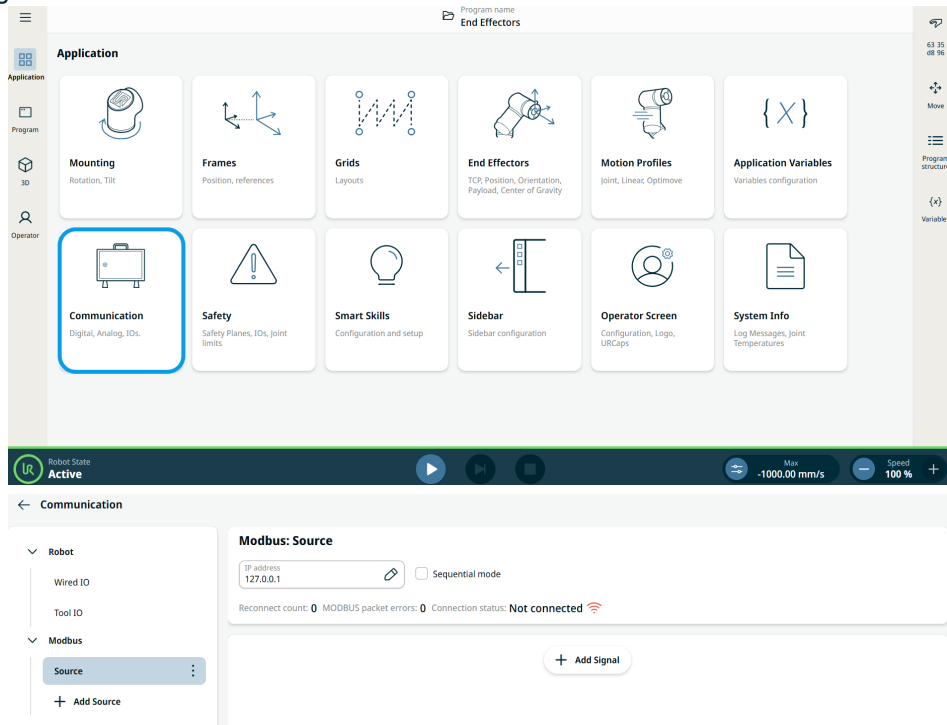 Program name
End Effectors
Application
63 35
d8 96
Application
Move
Program
Mounting
Rotation, Tilt
Frames
Position, references
Grids
Layouts
End Effectors
TCP, Position, Orientation,
Payload, Center of Gravity
Motion Profiles
Joint, Linear, Optimove
{X}
Application Variables
Variables configuration
Program
structure
3D
{x}
Variable
Operator
Communication
Digital, Analog, IOs.
Safety
Safety Planes, IOs, Joint
limits
Smart Skills
Configuration and setup
Sidebar
Sidebar configuration
Operator Screen
Configuration, Logo,
URCaps
System Info
Log Messages, Joint
Temperatures
UR
Robot State
Active
Max
-1000.00 mm/s
Speed
100 %
Communication
Robot
Wired IO
Tool IO
Modbus
Source
+ Add Source
Modbus: Source
IP address
127.0.0.1
Sequential mode
Reconnect count: 0 MODBUS packet errors: 0 Connection status: Not connected
+ Add Signal